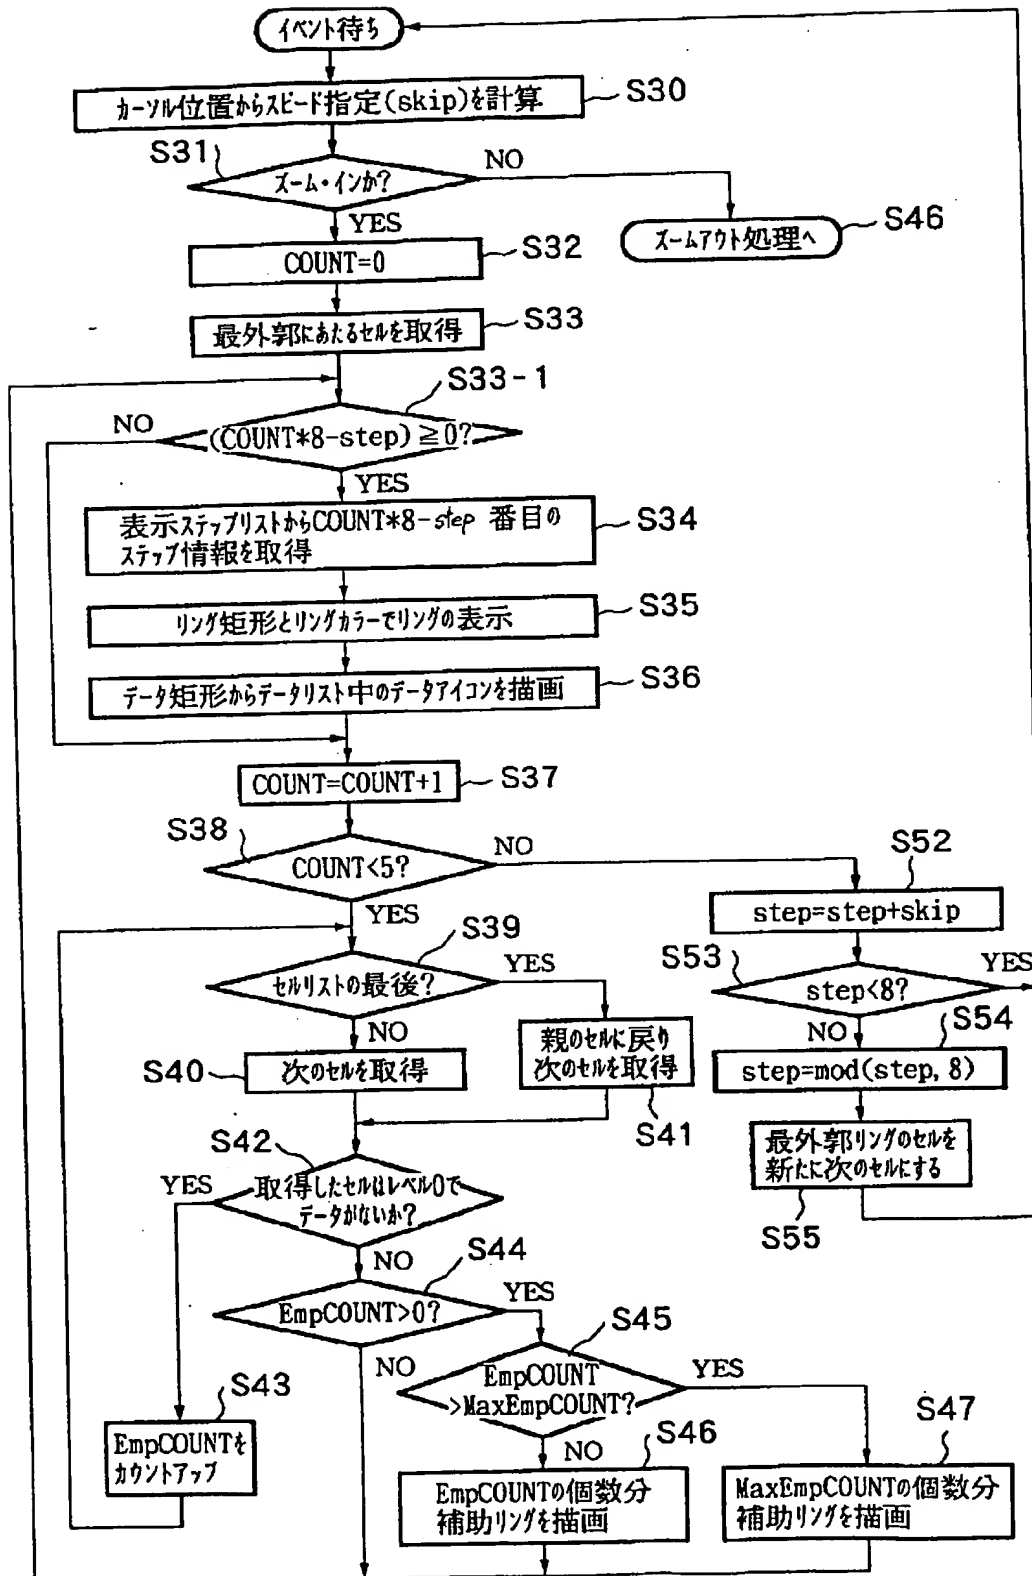 イベント待ち
カーソル位置からスピード指定(skip)を計算
S30
S31
ズーム・インか?
NO
YES
ズームアウト処理へ
S46
COUNT=0
S32
最外郭にあたるセルを取得
S33
S33-1
NO
(COUNT*8-step)≧0?
YES
表示ステップリストからCOUNT*8-step 番目の
ステップ情報を取得
S34
リング矩形とリングカラーでリングの表示
S35
データ矩形からデータリスト中のデータアイコンを描画
S36
COUNT=COUNT+1
S37
S38
COUNT<5?
NO
YES
S52
step=step+skip
S39
セルリストの最後?
YES
NO
S53
step<8?
YES
NO
S54
S40
次のセルを取得
親のセルに戻り
次のセルを取得
S41
step=mod(step,8)
S42
YES
取得したセルはレベル0で
データがないか?
NO
最外郭リングのセルを
新たに次のセルにする
S55
S44
EmpCOUNT>0?
YES
NO
S45
EmpCOUNT
>MaxEmpCOUNT?
YES
NO
S43
EmpCOUNTを
カウントアップ
S46
EmpCOUNTの個数分
補助リングを描画
S47
MaxEmpCOUNTの個数分
補助リングを描画